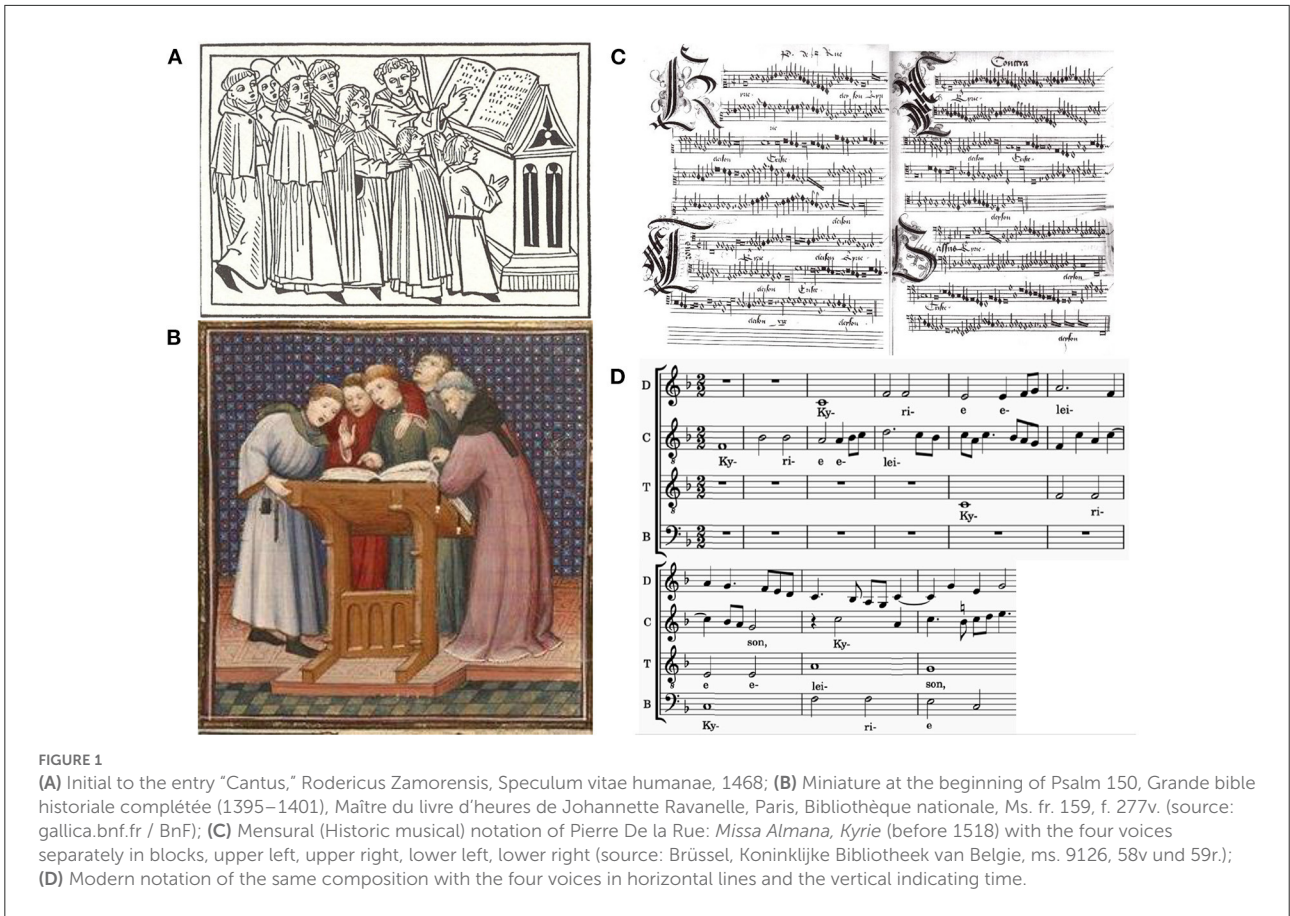 A
B
C
D
Contra
D
Ky- ri- e e- lei-
C
8
Ky- ri- e e- lei-
T
8
Ky- ri-
B
D
C
8
son, Ky-
T
8
e e- lei- son,
B
Ky- ri- e
FIGURE 1
(A) Initial to the entry “Cantus,” Rodericus Zamorensis, Speculum vitae humanae, 1468; (B) Miniature at the beginning of Psalm 150, Grande bible
historiale complétée (1395–1401), Maître du livre d’heures de Johannette Ravanelle, Paris, Bibliothèque nationale, Ms. fr. 159, f. 277v. (source:
gallica.bnf.fr / BnF); (C) Mensural (Historic musical) notation of Pierre De la Rue: Missa Almana, Kyrie (before 1518) with the four voices
separately in blocks, upper left, upper right, lower left, lower right (source: Brüssel, Koninklijke Bibliotheek van Belgie, ms. 9126, 58v und 59r.);
(D) Modern notation of the same composition with the four voices in horizontal lines and the vertical indicating time.